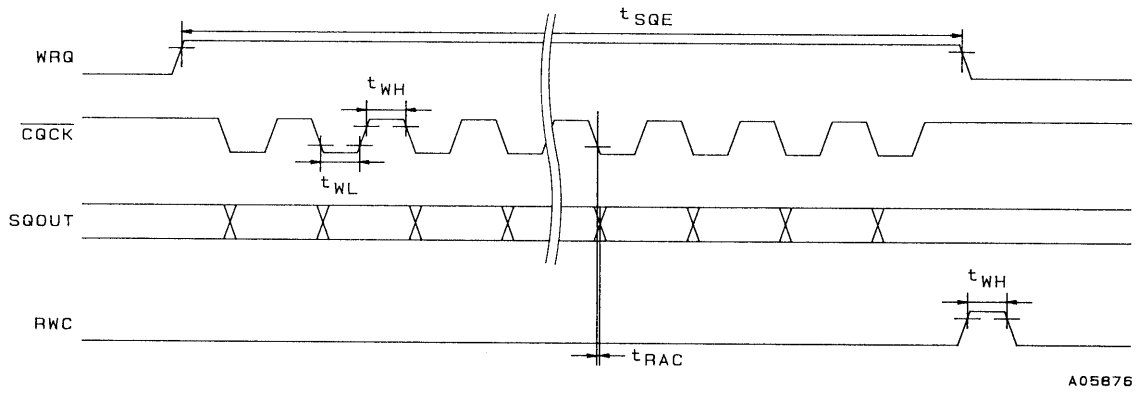 tSQE
WRQ
tWH
CQCK
tWL
SQOUT
tWH
RWC
tRAC
A05876